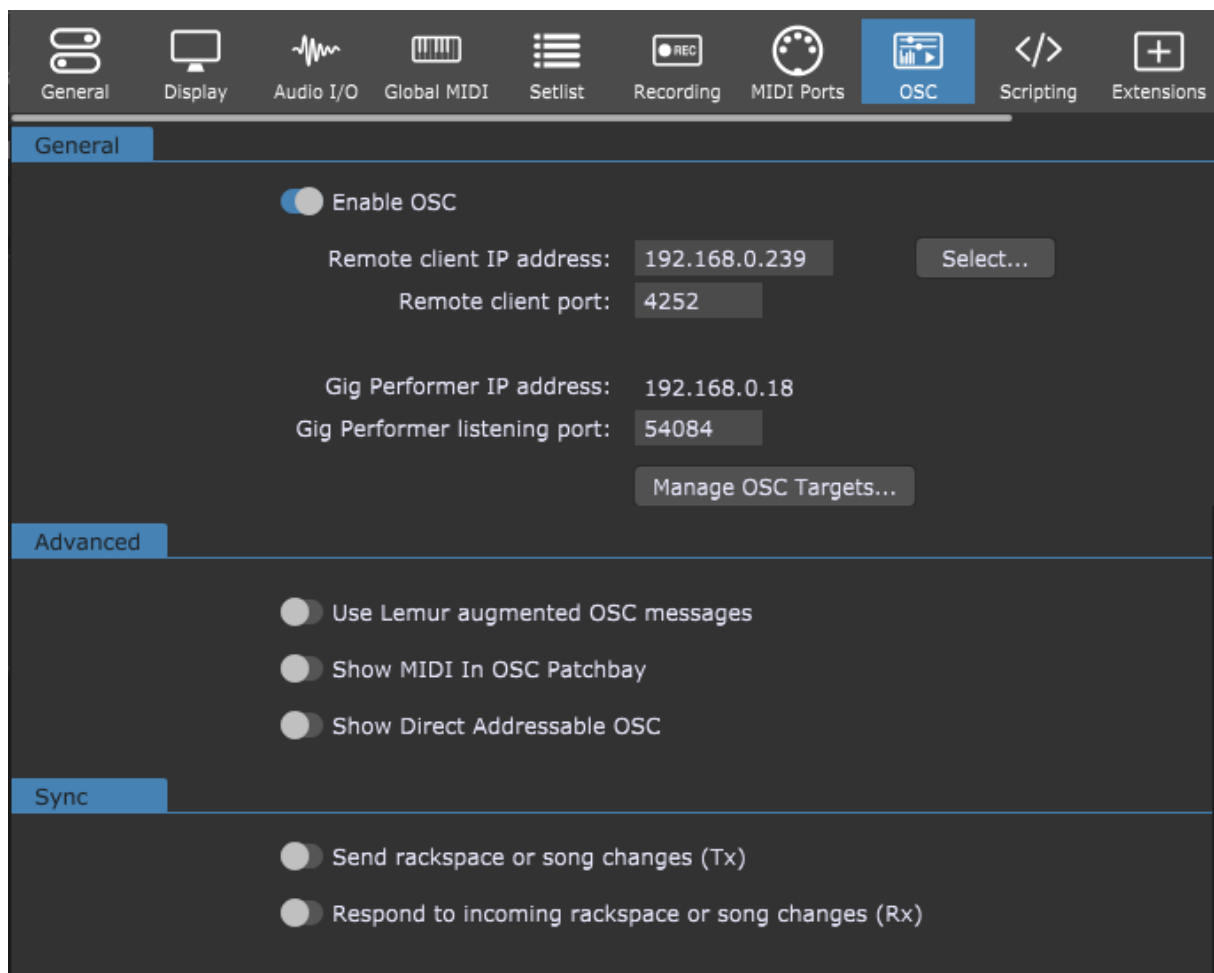 General Display Audio I/O Global MIDI Setlist REC Recording MIDI Ports OSC </> Scripting Extensions
General
Enable OSC
Remote client IP address: 192.168.0.239 Select...
Remote client port: 4252
Gig Performer IP address: 192.168.0.18
Gig Performer listening port: 54084
Manage OSC Targets...
Advanced
Use Lemur augmented OSC messages
Show MIDI In OSC Patchbay
Show Direct Addressable OSC
Sync
Send rackspace or song changes (Tx)
Respond to incoming rackspace or song changes (Rx)